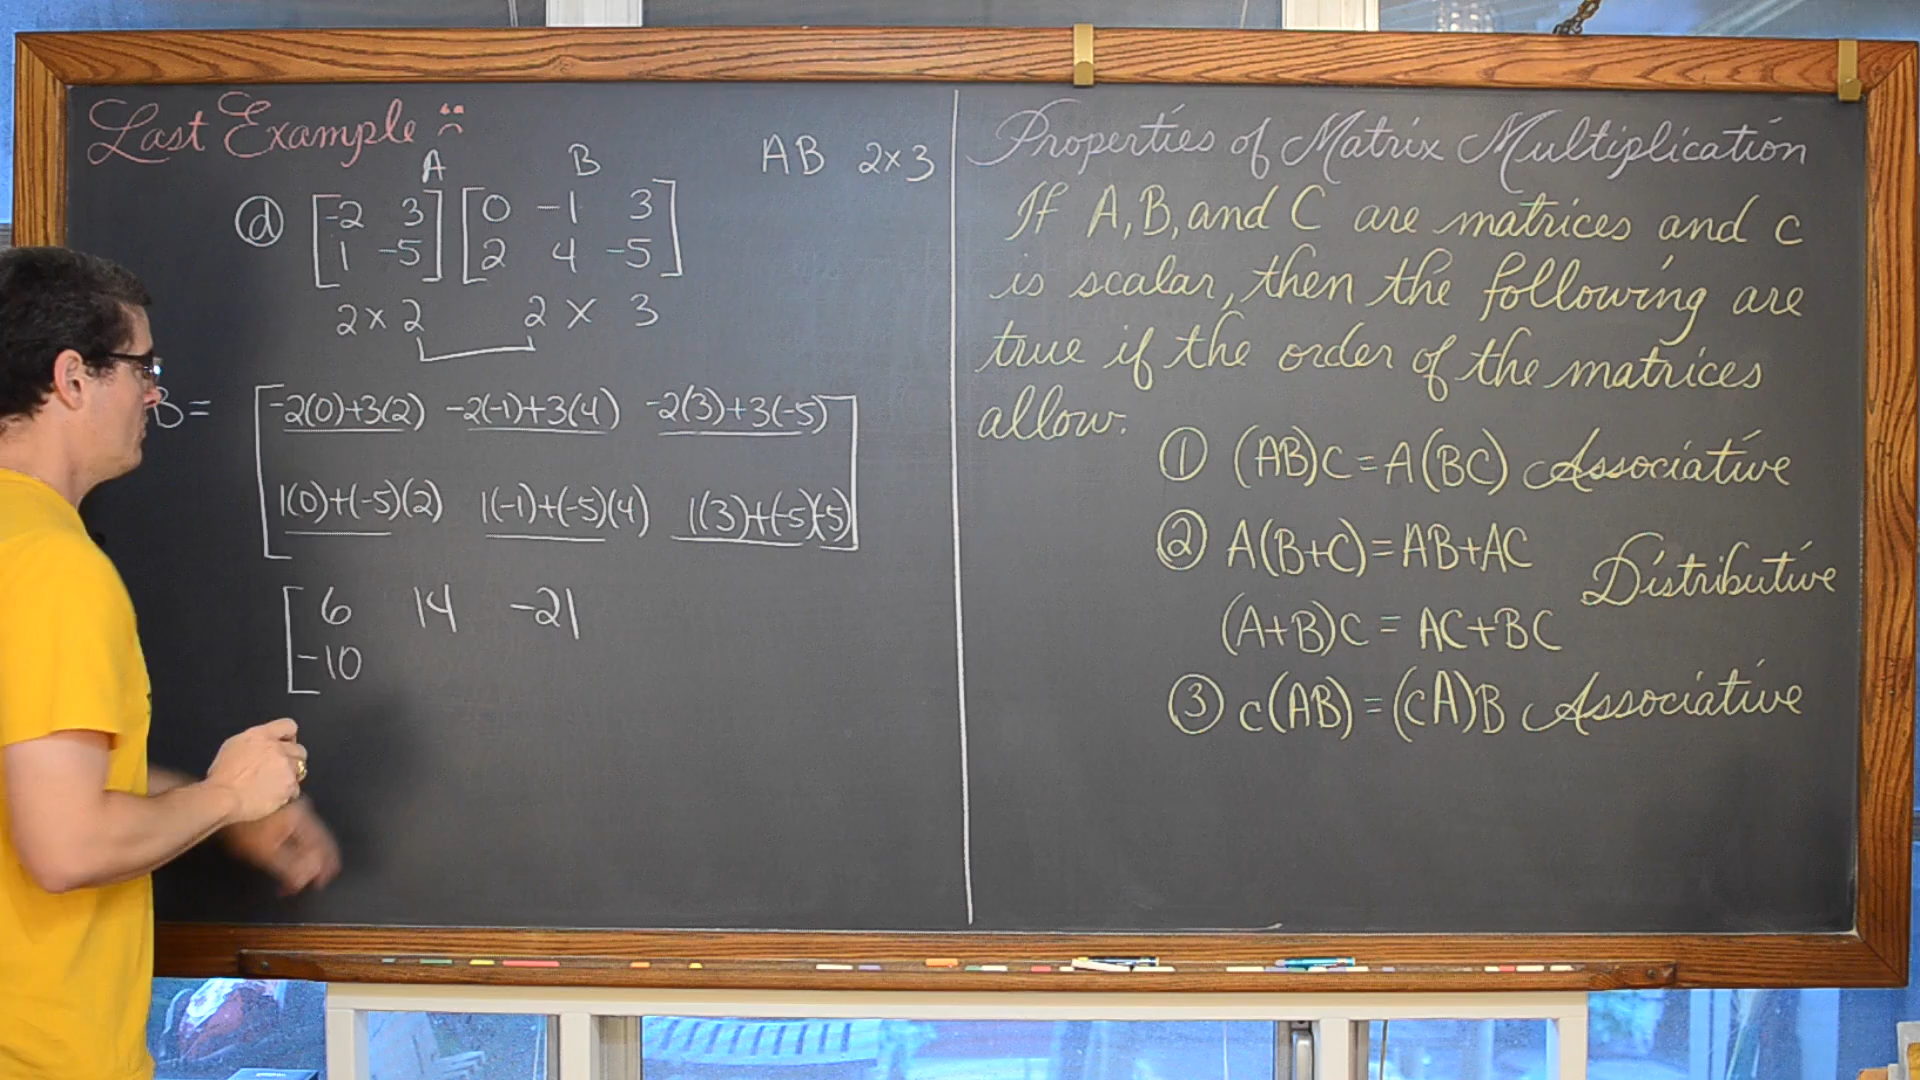 Last Example
A B AB 2x3
ⓓ [-2 3] [0 -1 3]
[1 -5] [2 4 -5]
2x2 2 x 3
B = [-2(0)+3(2) -2(-1)+3(4) -2(3)+3(-5)]
[1(0)+(-5)(2) 1(-1)+(-5)(4) 1(3)+(-5)(-5)]
[6 14 -21
-10
Properties of Matrix Multiplication
If A, B, and C are matrices and c
is scalar, then the following are
true if the order of the matrices
allow.
① (AB)C = A(BC) Associative
② A(B+C) = AB+AC
Distributive
(A+B)C = AC+BC
③ c(AB) = (cA)B Associative